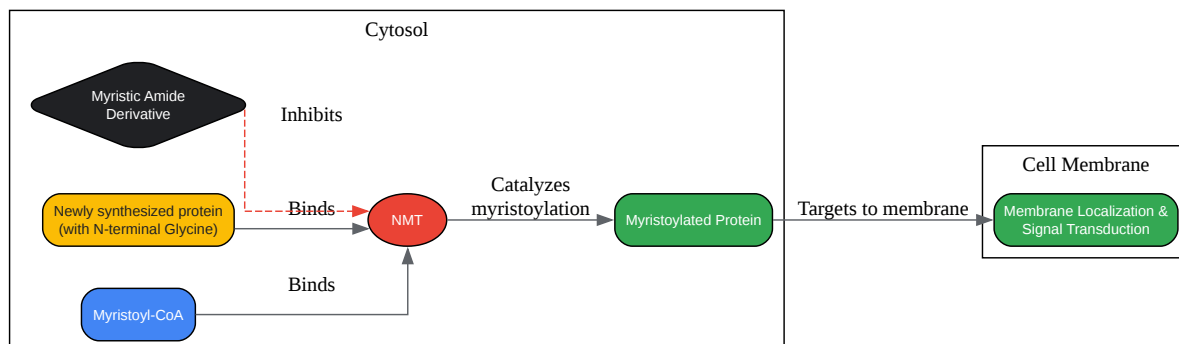 Cytosol
Myristic Amide
Derivative
Inhibits
Newly synthesized protein
(with N-terminal Glycine)
Binds
NMT
Catalyzes
myristoylation
Myristoylated Protein
Targets to membrane
Cell Membrane
Membrane Localization &
Signal Transduction
Binds
Myristoyl-CoA